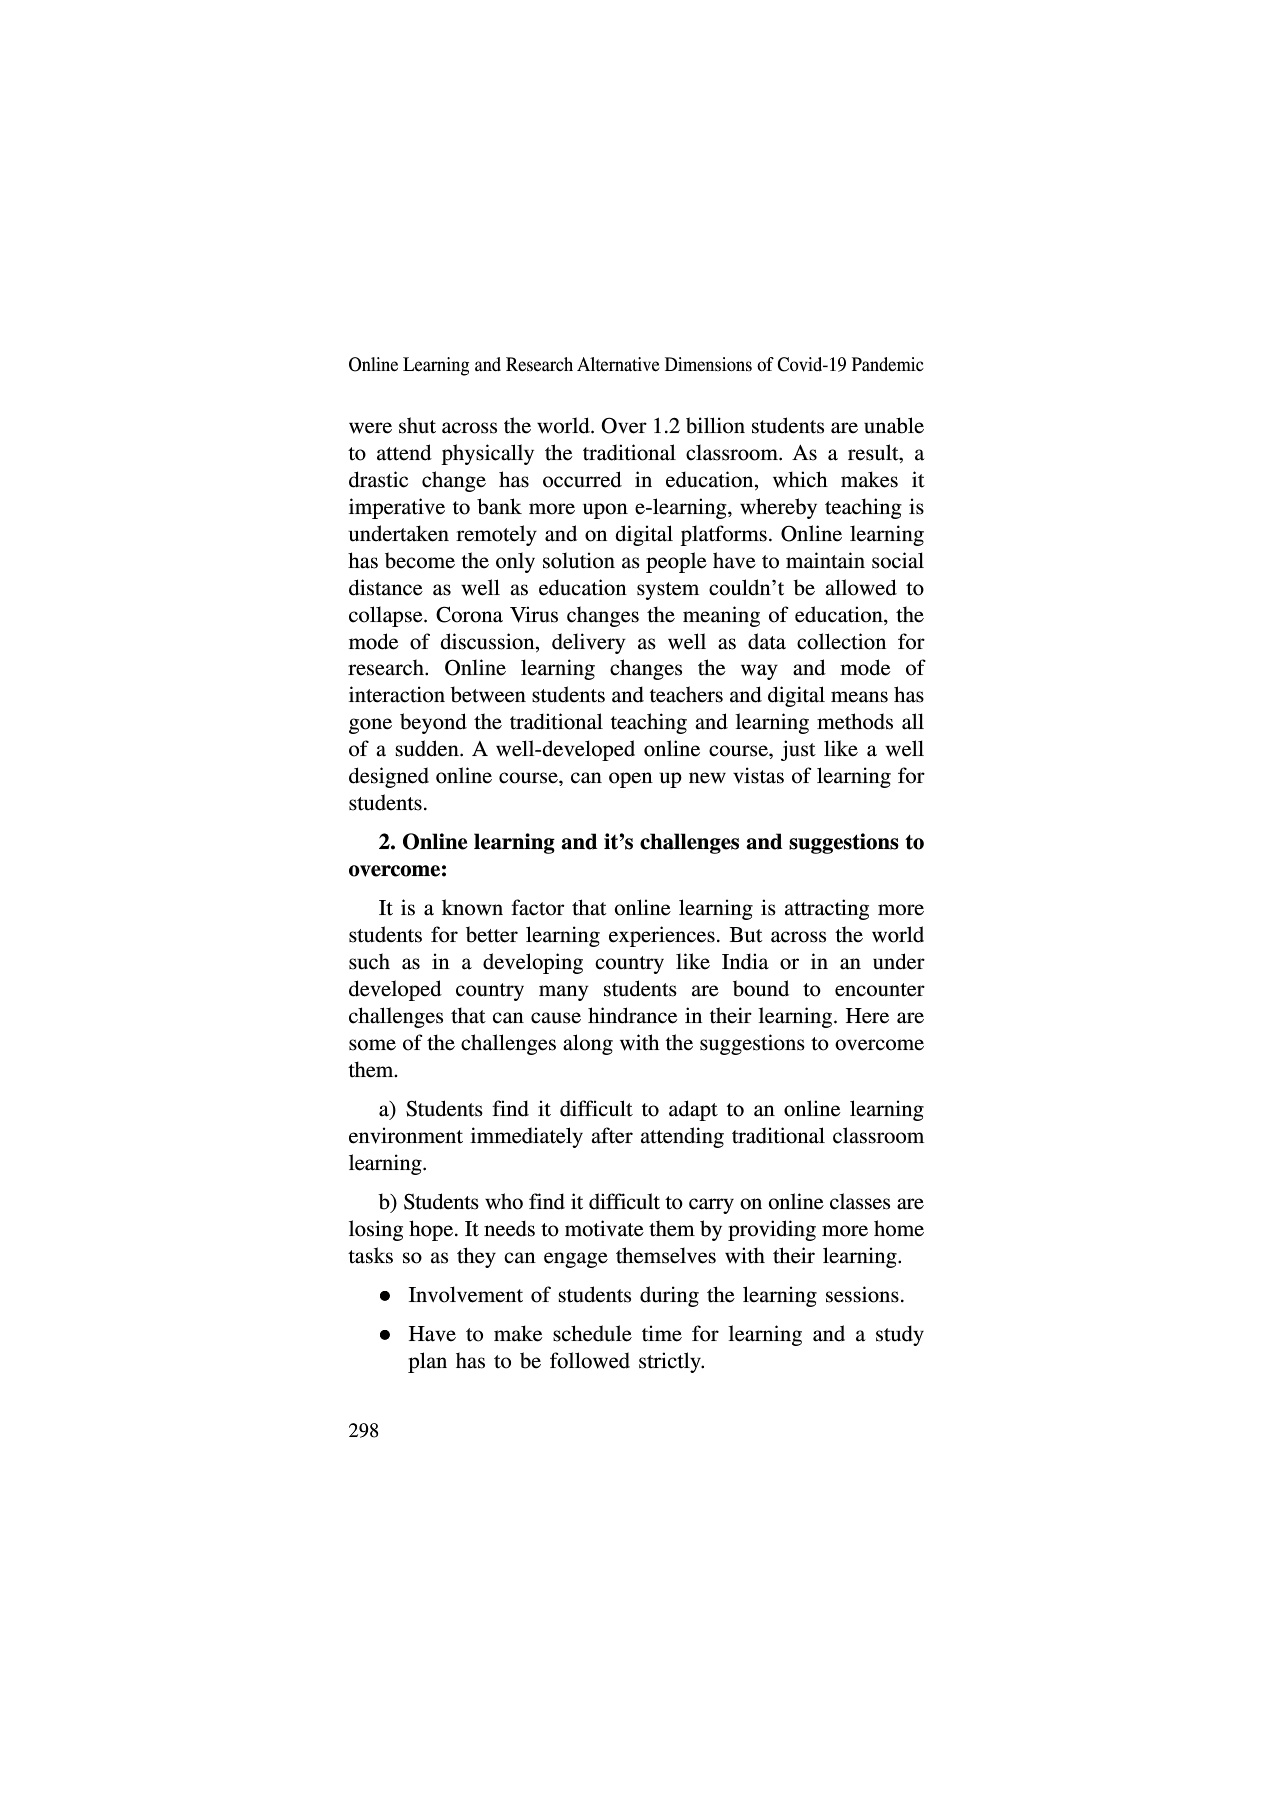 Online Learning and Research Alternative Dimensions of Covid-19 Pandemic
were shut across the world. Over 1.2 billion students are unable
to attend physically the traditional classroom. As a result, a
drastic change has occurred in education, which makes it
imperative to bank more upon e-learning, whereby teaching is
undertaken remotely and on digital platforms. Online learning
has become the only solution as people have to maintain social
distance as well as education system couldn’t be allowed to
collapse. Corona Virus changes the meaning of education, the
mode of discussion, delivery as well as data collection for
research. Online learning changes the way and mode of
interaction between students and teachers and digital means has
gone beyond the traditional teaching and learning methods all
of a sudden. A well-developed online course, just like a well
designed online course, can open up new vistas of learning for
students.
2. Online learning and it’s challenges and suggestions to
overcome:
It is a known factor that online learning is attracting more
students for better learning experiences. But across the world
such as in a developing country like India or in an under
developed country many students are bound to encounter
challenges that can cause hindrance in their learning. Here are
some of the challenges along with the suggestions to overcome
them.
a) Students find it difficult to adapt to an online learning
environment immediately after attending traditional classroom
learning.
b) Students who find it difficult to carry on online classes are
losing hope. It needs to motivate them by providing more home
tasks so as they can engage themselves with their learning.
● Involvement of students during the learning sessions.
● Have to make schedule time for learning and a study
plan has to be followed strictly.
298